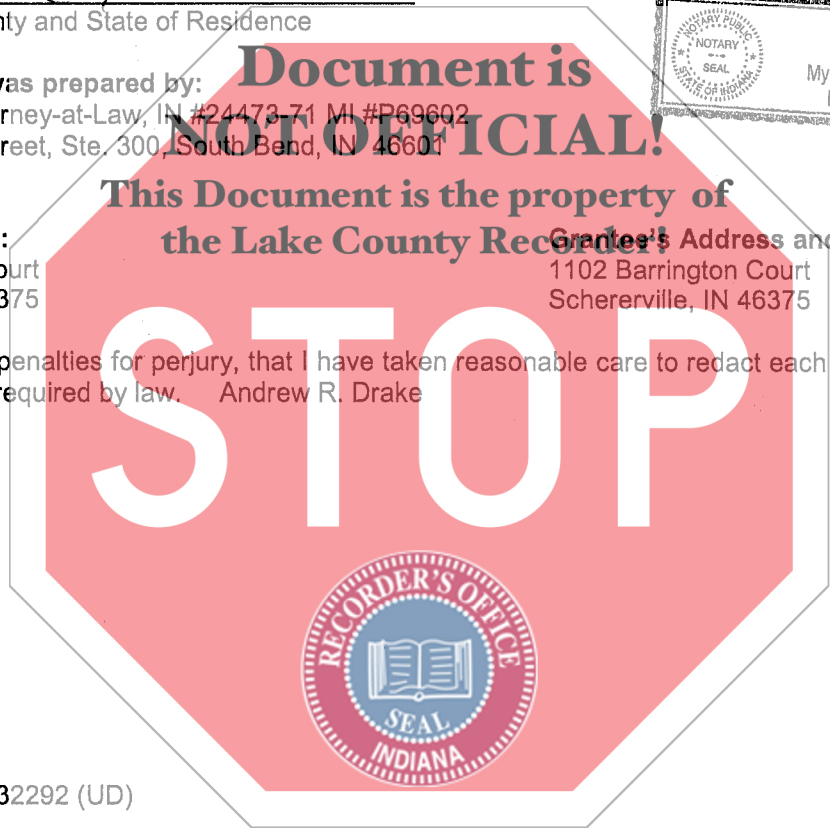 nty and State of Residence
NOTARY PUBLIC
NOTARY
SEAL
STATE OF INDIANA
My
Document is
as prepared by:
rney-at-Law, IN #24473-71 MI #P69602
NOT OFFICIAL!
reet, Ste. 300, South Bend, IN 46601
This Document is the property of
the Lake County Recorder!
:
Grantee's Address and
ourt
1102 Barrington Court
375
Schererville, IN 46375
penalties for perjury, that I have taken reasonable care to redact each
required by law. Andrew R. Drake
STOP
RECORDER'S OFFICE
SEAL
INDIANA
32292 (UD)